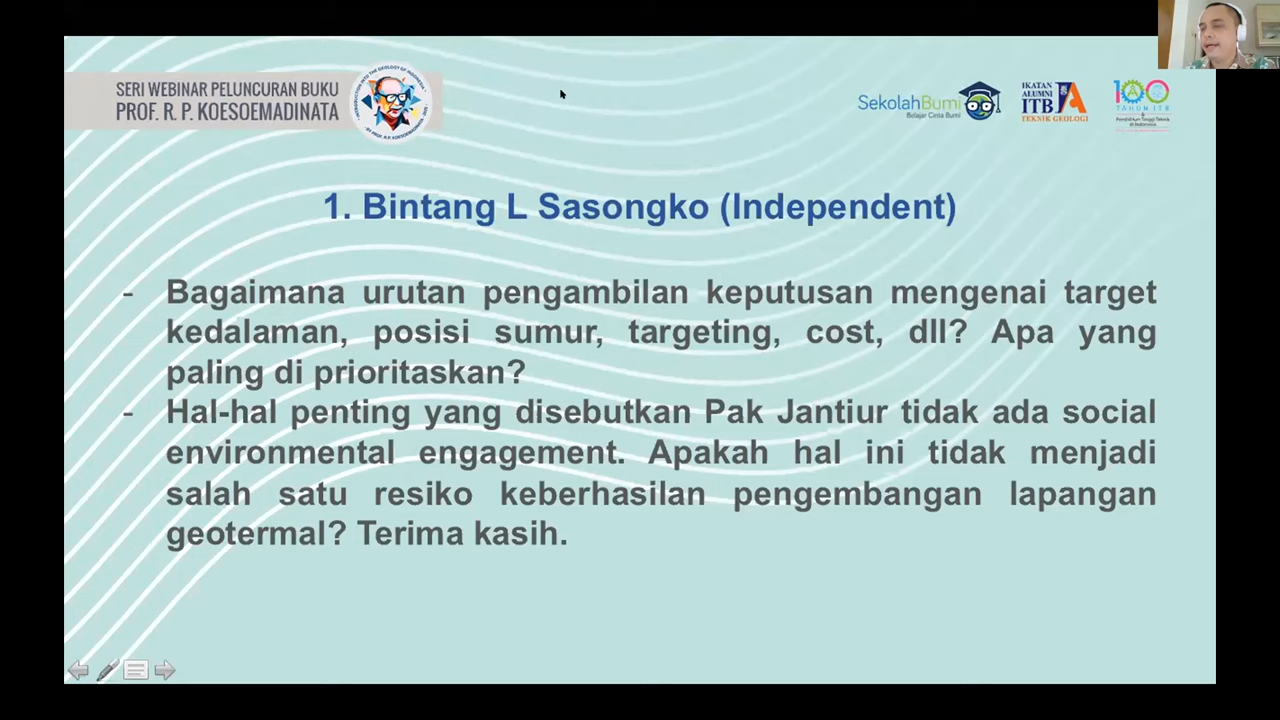 SERI WEBINAR PELUNCURAN BUKU
PROF. R. P. KOESOEMADINATA
SekolahBumi
Belajar Cinta Bumi
IKATAN
ALUMNI
ITB
TEKNIK GEOLOGI
100
TAHUN ITB
&
Pendidikan Tinggi Teknik
di Indonesia
1. Bintang L Sasongko (Independent)
- Bagaimana urutan pengambilan keputusan mengenai target
kedalaman, posisi sumur, targeting, cost, dll? Apa yang
paling di prioritaskan?
- Hal-hal penting yang disebutkan Pak Jantiur tidak ada social
environmental engagement. Apakah hal ini tidak menjadi
salah satu resiko keberhasilan pengembangan lapangan
geotermal? Terima kasih.